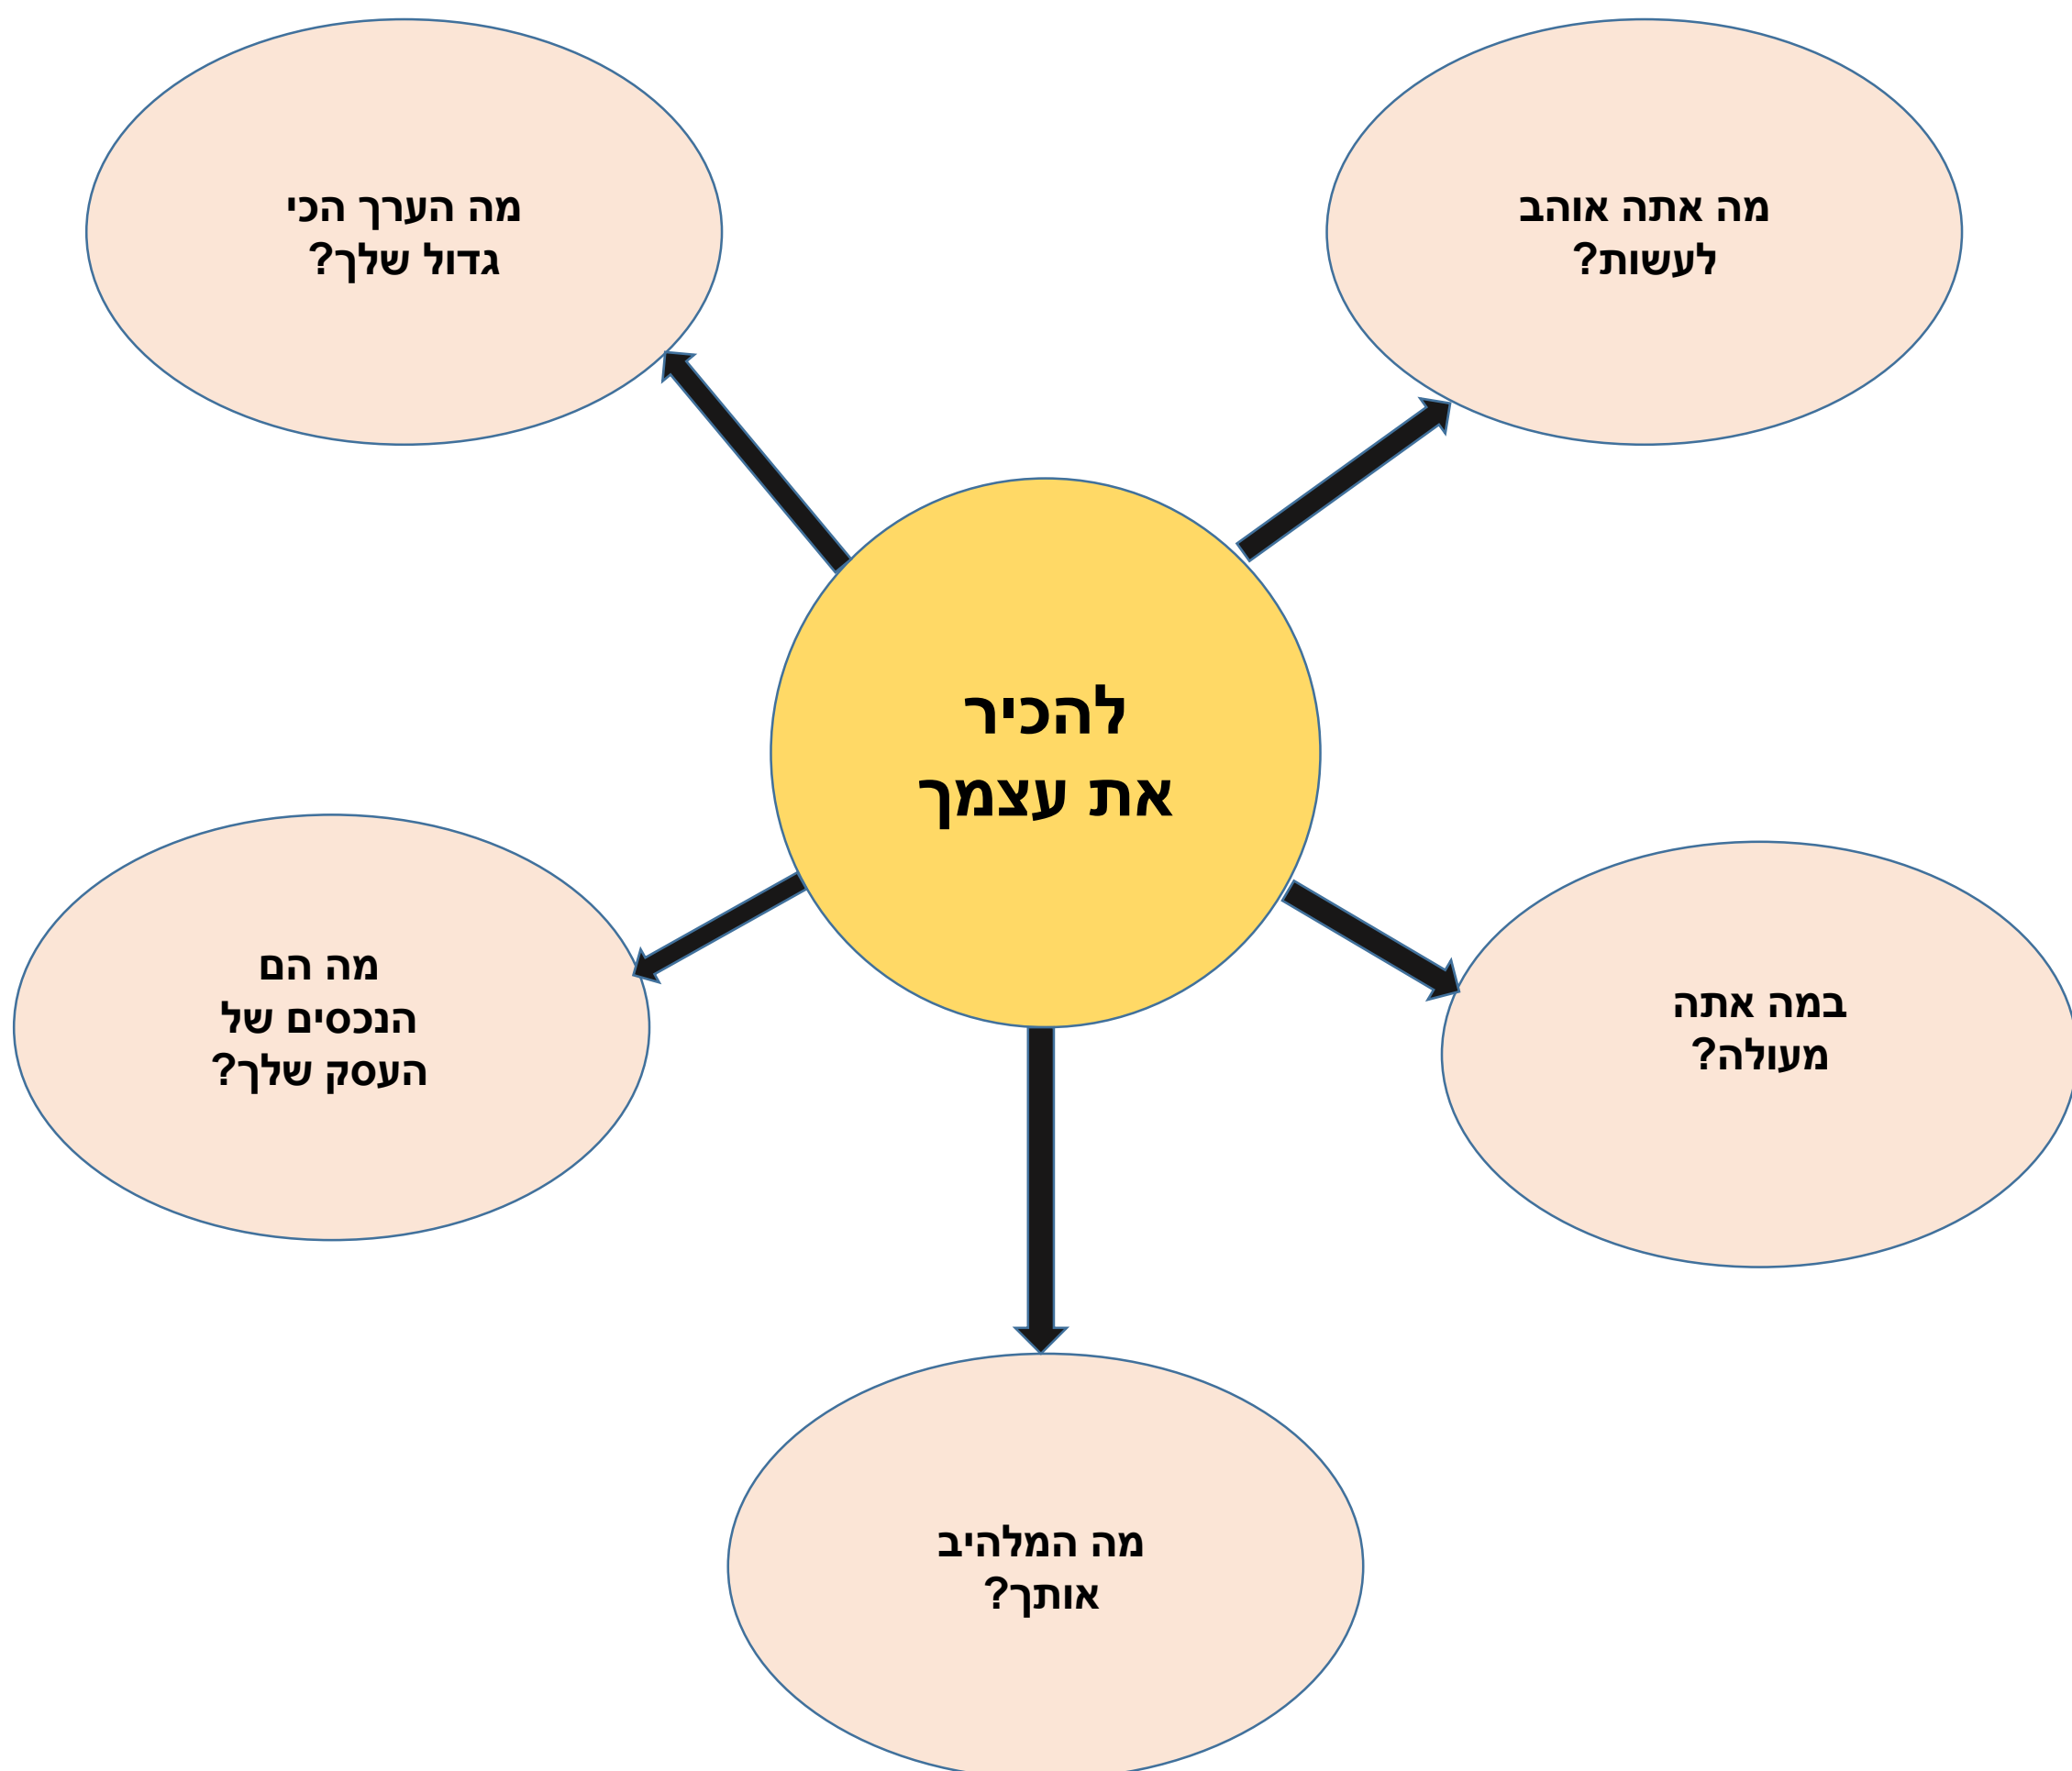 מה אתה אוהב
לעשות?
מה הערך הכי
גדול שלך?
להכיר
את עצמך
במה אתה
מעולה?
מה הם
הנכסים של
העסק שלך?
מה המלהיב
אותך?